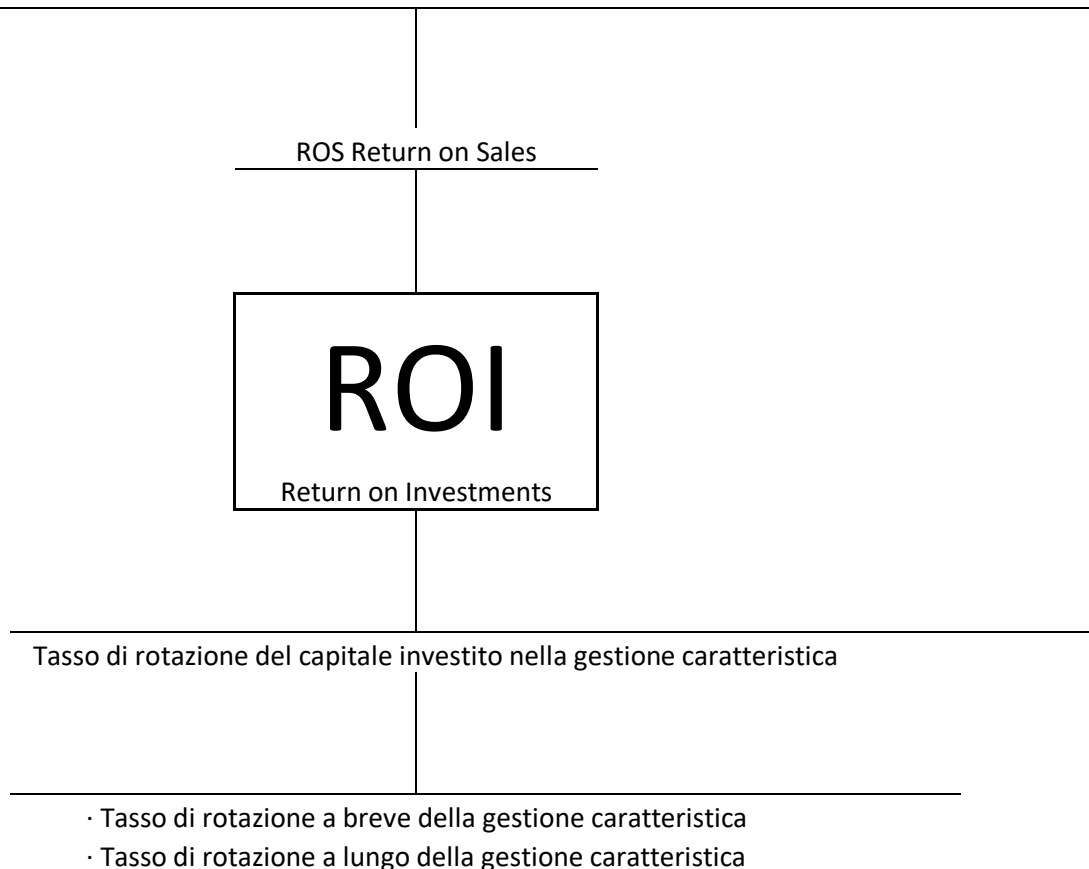 ROS Return on Sales
ROI
Return on Investments
Tasso di rotazione del capitale investito nella gestione caratteristica
· Tasso di rotazione a breve della gestione caratteristica
· Tasso di rotazione a lungo della gestione caratteristica